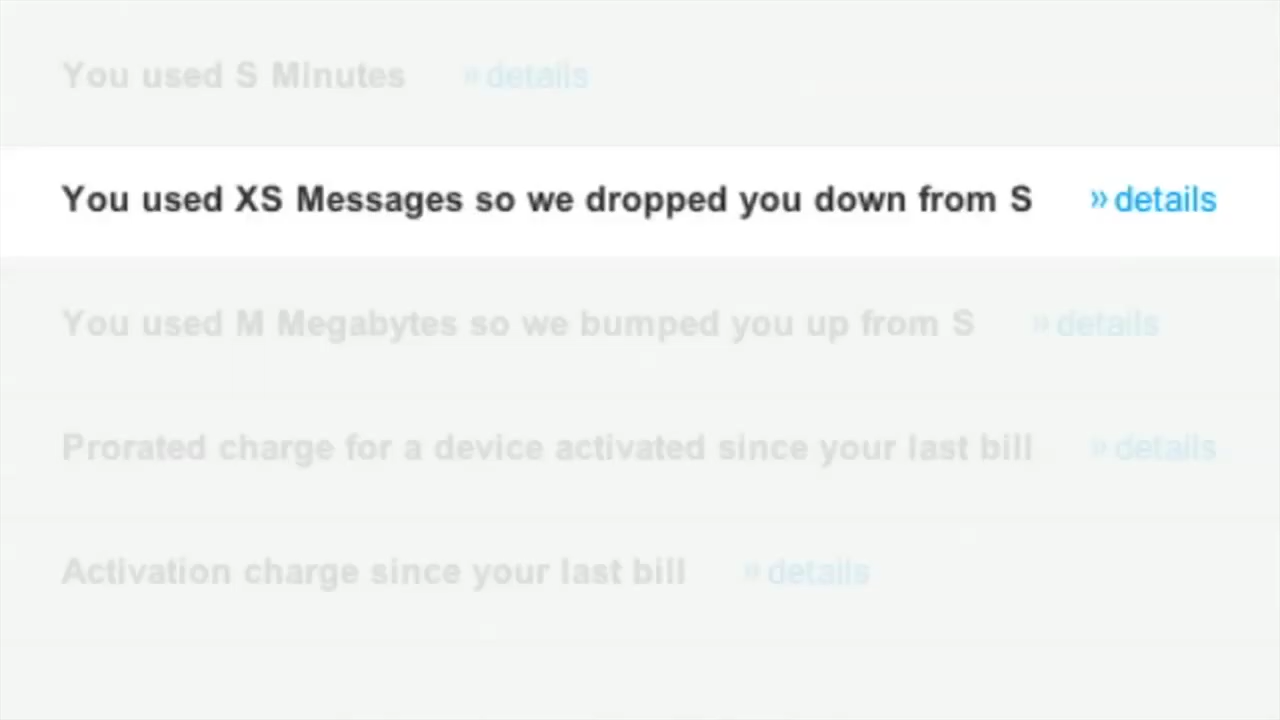 You used S Minutes » details
You used XS Messages so we dropped you down from S » details
You used M Megabytes so we bumped you up from S » details
Prorated charge for a device activated since your last bill » details
Activation charge since your last bill » details